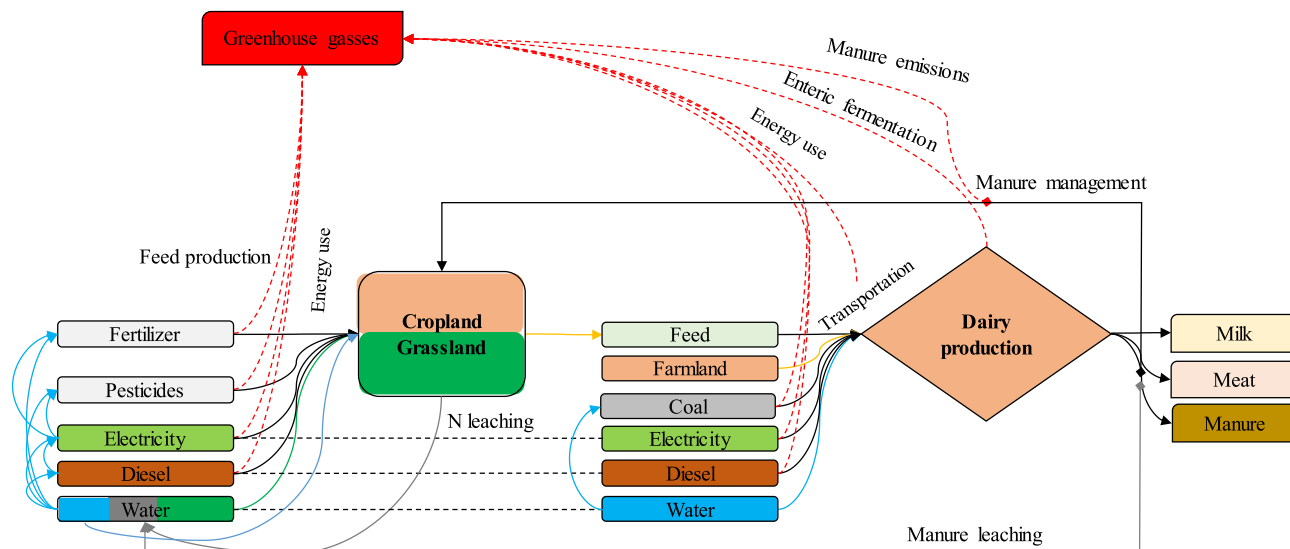 Greenhouse gasses
Manure emissions
Enteric fermentation
Energy use
Manure management
Feed production
Energy use
Transportation
Fertilizer
Pesticides
Electricity
Diesel
Water
Cropland
Grassland
N leaching
Feed
Farmland
Coal
Electricity
Diesel
Water
Dairy
production
Milk
Meat
Manure
Manure leaching